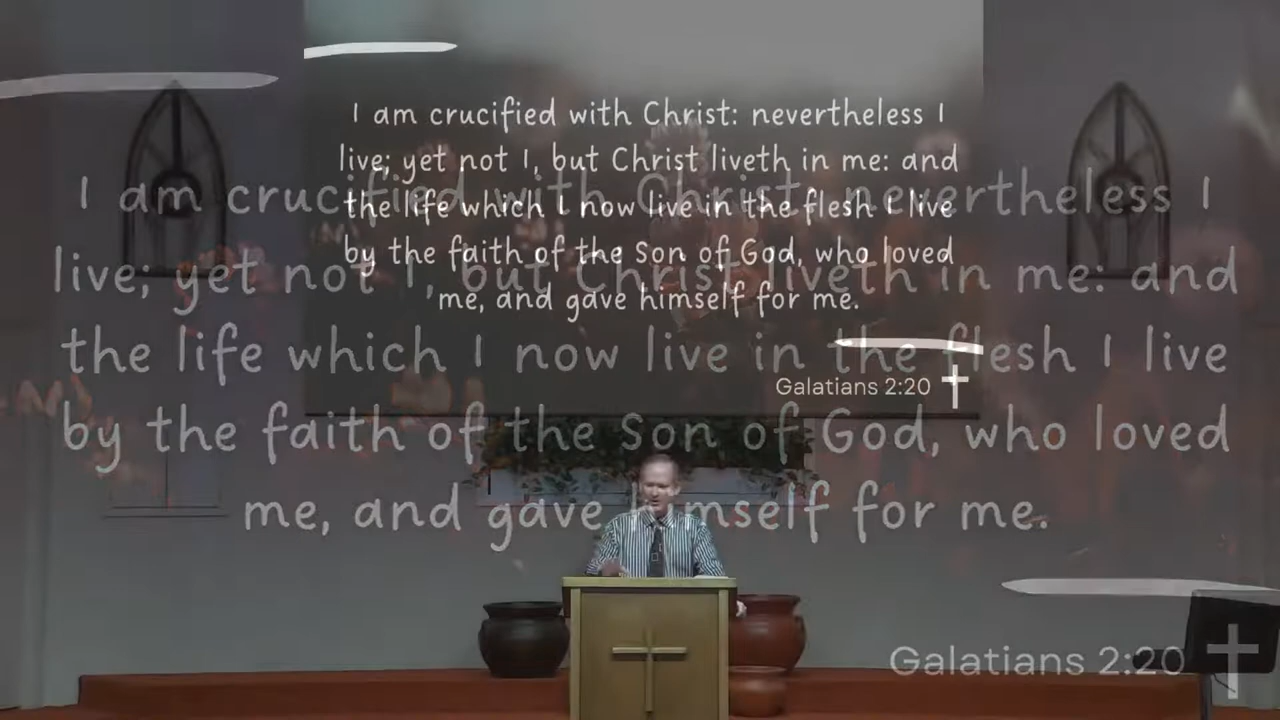 I am crucified with Christ: nevertheless I
live; yet not I, but Christ liveth in me: and
the life which I now live in the flesh I live
by the faith of the Son of God, who loved
me, and gave himself for me.
Galatians 2:20
I am crucified with Christ: nevertheless I
live; yet not I, but Christ liveth in me: and
the life which I now live in the flesh I live
by the faith of the Son of God, who loved
me, and gave himself for me.
Galatians 2:20